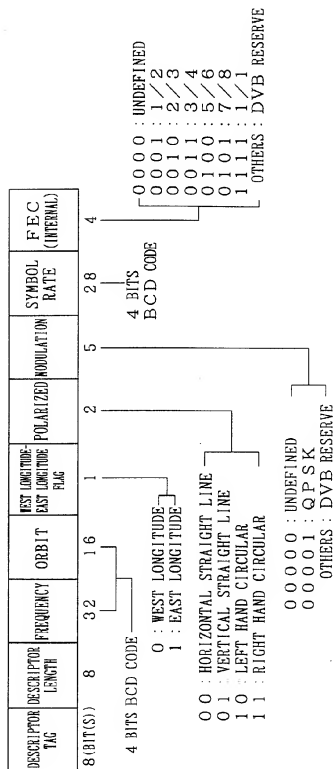 DESCRIPTOR TAG
DESCRIPTOR LENGTH
FREQUENCY
ORBIT
WEST LONGITUDE-
EAST LONGITUDE
FLAG
POLARIZED
NODULATION
SYMBOL RATE
FEC (INTERNAL)
8(BIT(S))
8
32
16
1
2
5
28
4
4 BITS BCD CODE
0 : WEST LONGITUDE
1 : EAST LONGITUDE
00 : HORIZONTAL STRAIGHT LINE
01 : VERTICAL STRAIGHT LINE
10 : LEFT HAND CIRCULAR
11 : RIGHT HAND CIRCULAR
00000 : UNDEFINED
00001 : QPSK
OTHERS : DVB RESERVE
4 BITS
BCD CODE
0000 : UNDEFINED
0001 : 1/2
0010 : 2/3
0011 : 3/4
0100 : 5/6
0101 : 7/8
1111 : 1/1
OTHERS : DVB RESERVE